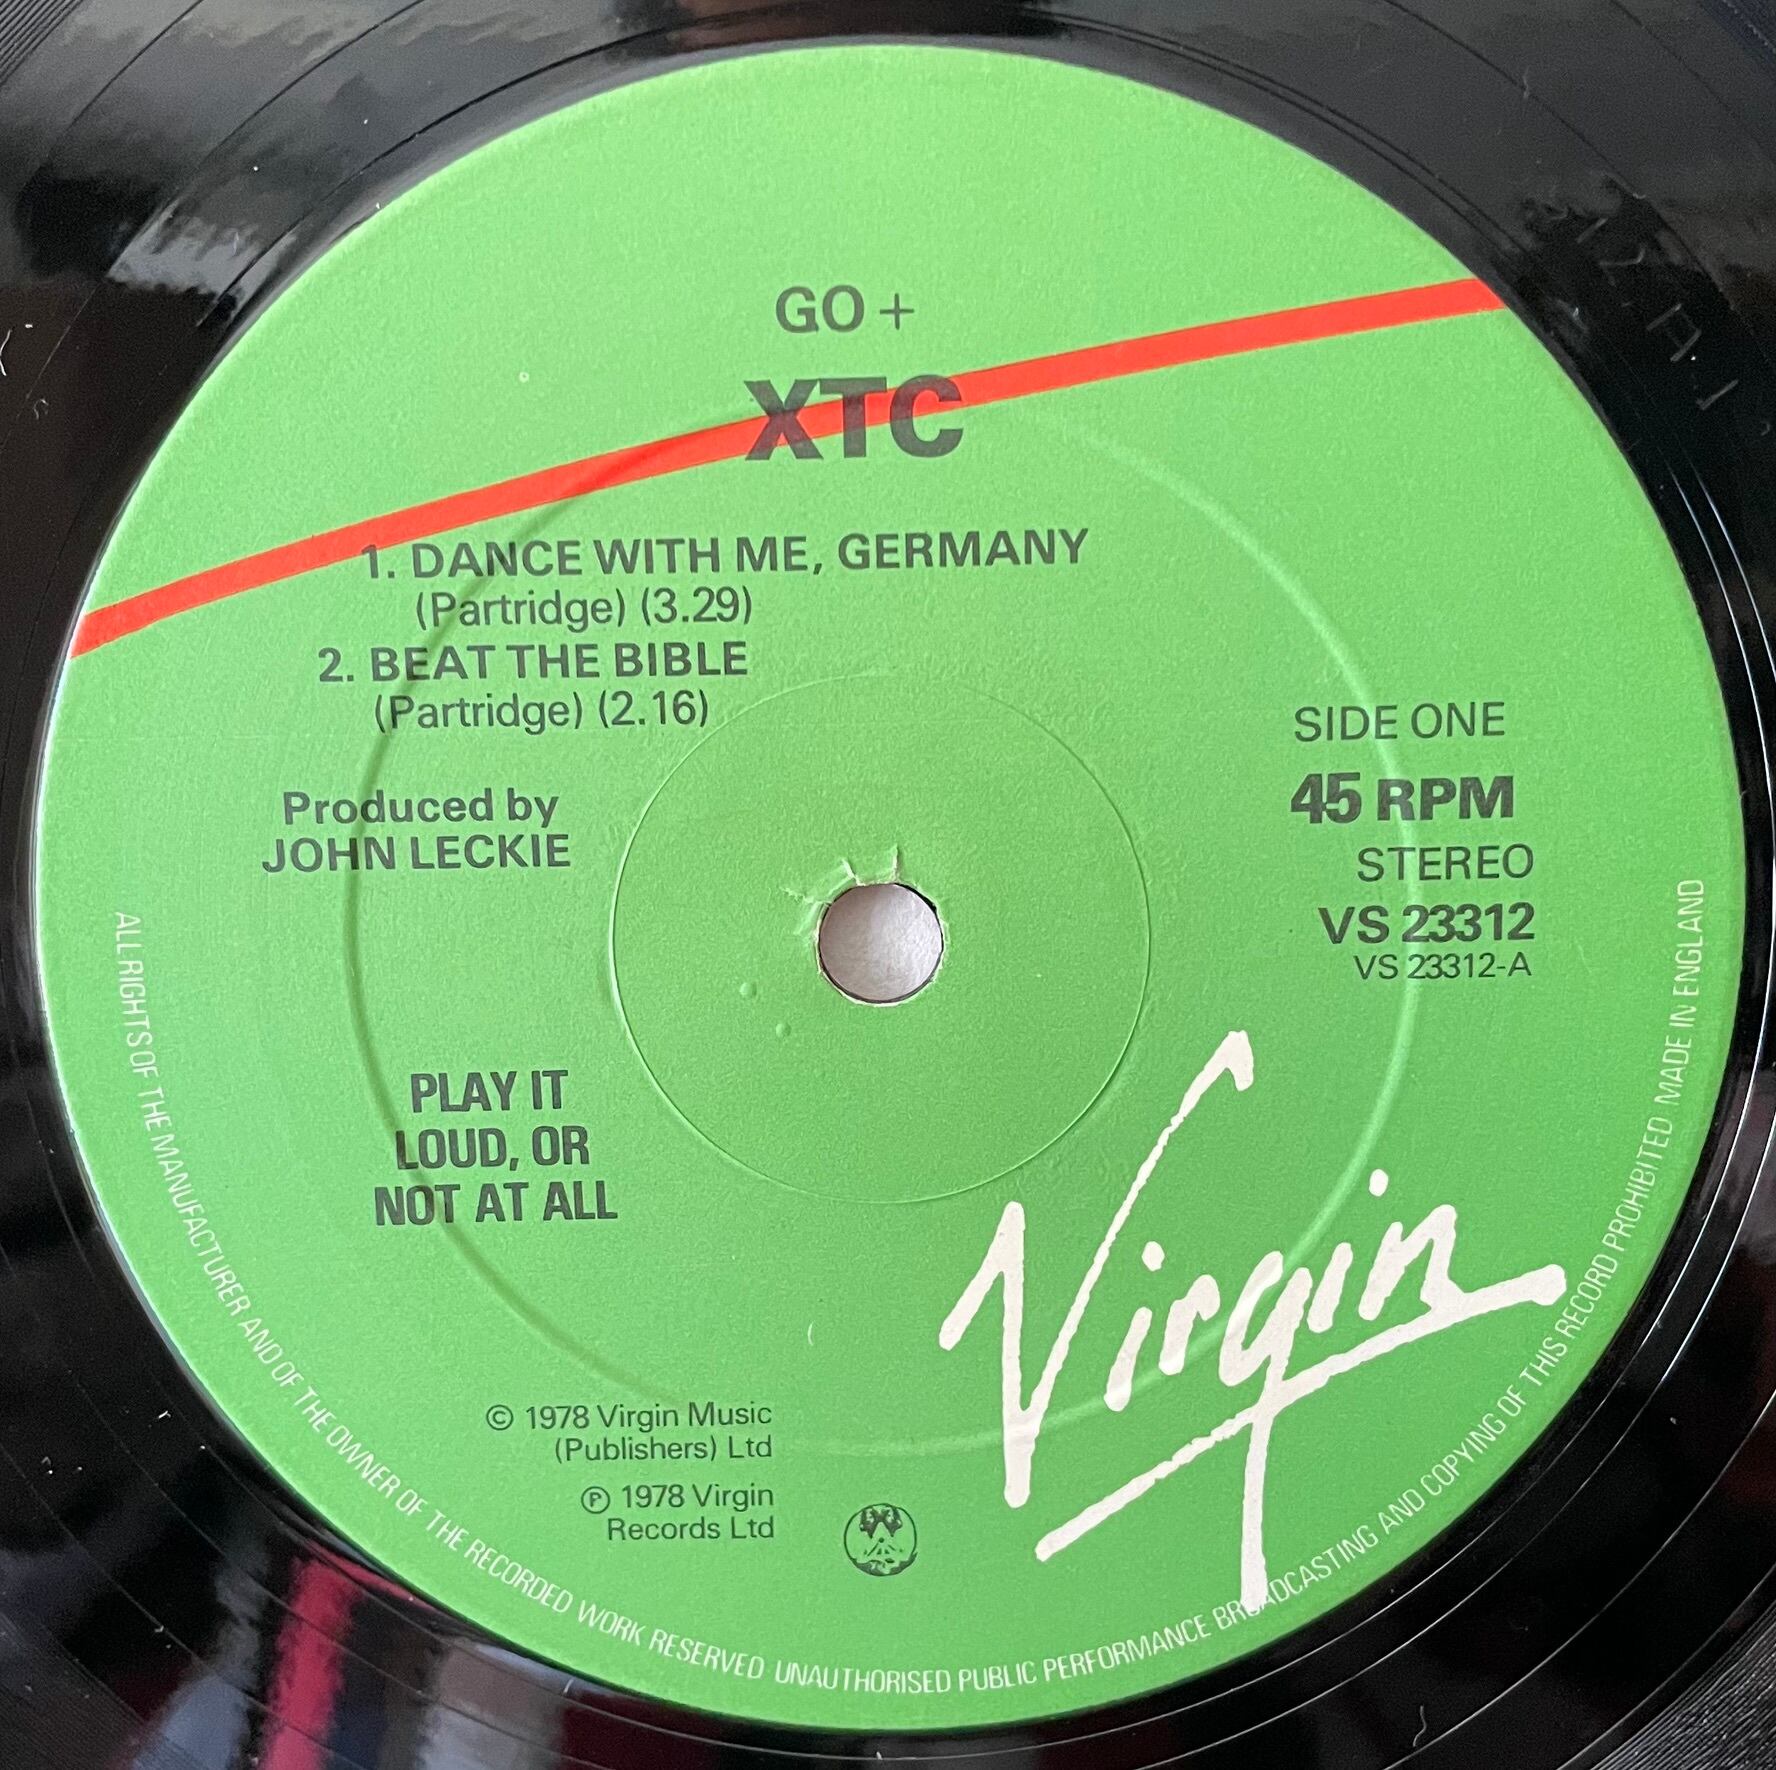 GO +
XTC
1. DANCE WITH ME, GERMANY
(Partridge) (3.29)
2. BEAT THE BIBLE
(Partridge) (2.16)
Produced by
JOHN LECKIE
SIDE ONE
45 RPM
STEREO
VS 23312
VS 23312-A
PLAY IT
LOUD, OR
NOT AT ALL
Virgin
© 1978 Virgin Music
(Publishers) Ltd
℗ 1978 Virgin
Records Ltd
ALL RIGHTS OF THE MANUFACTURER AND OF THE OWNER OF THE RECORDED WORK RESERVED UNAUTHORISED PUBLIC PERFORMANCE BROADCASTING AND COPYING OF THIS RECORD PROHIBITED MADE IN ENGLAND